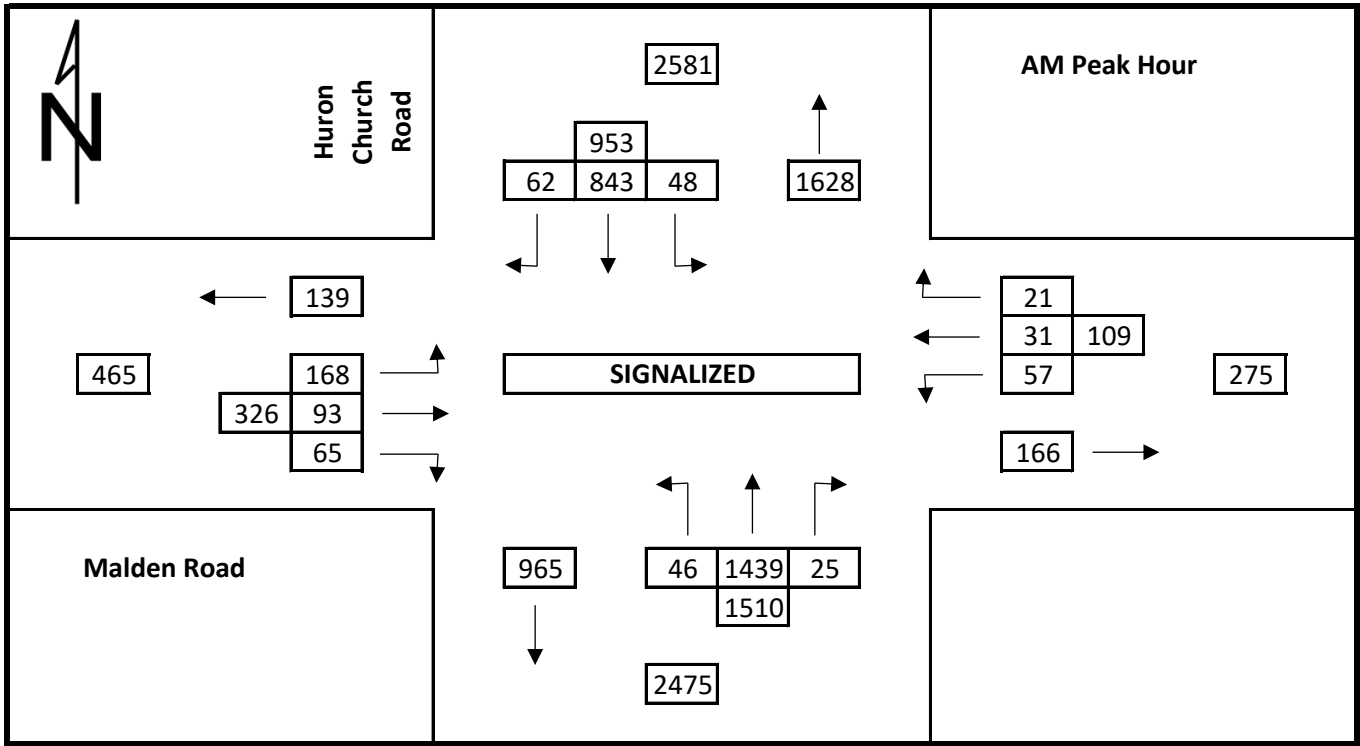 N
Huron
Church
Road
2581
AM Peak Hour
953
62 843 48
1628
139
21
31 109
57
465
168
326 93
65
SIGNALIZED
275
166
Malden Road
965
46 1439 25
1510
2475